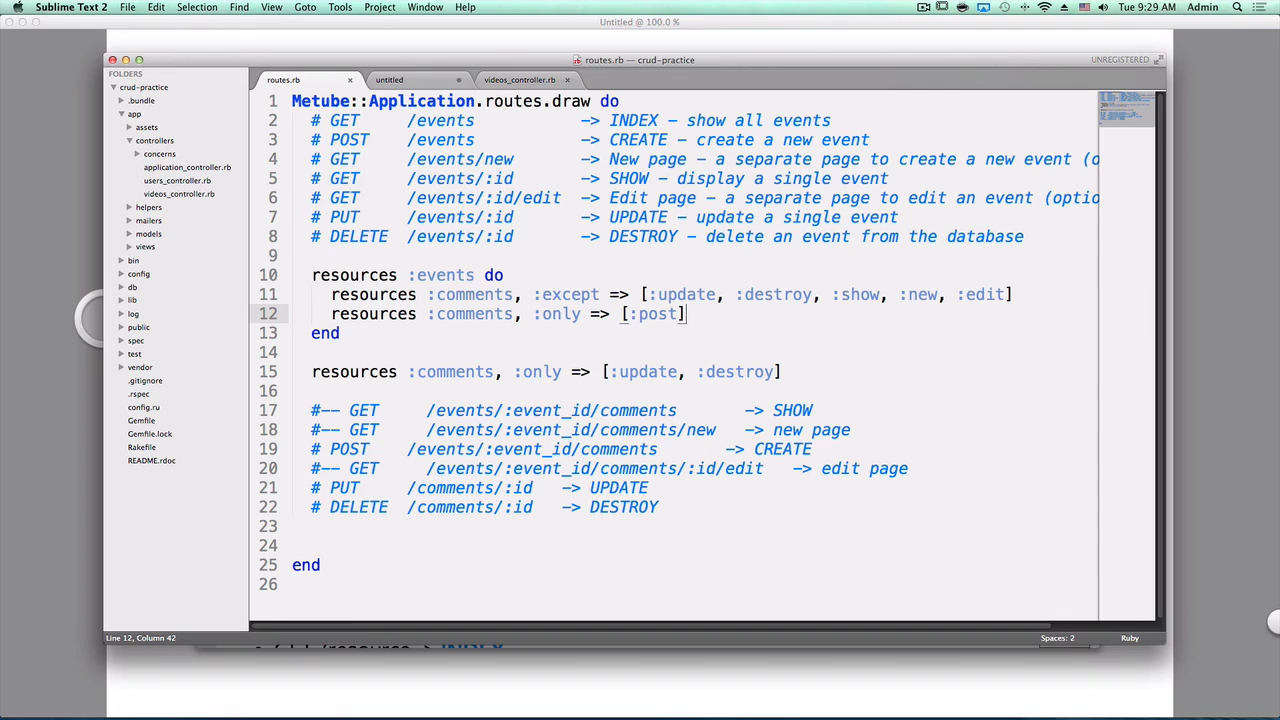 Sublime Text 2 File Edit Selection Find View Goto Tools Project Window Help Tue 9:29 AM Admin
Untitled @ 100.0 %
routes.rb — crud-practice UNREGISTERED
FOLDERS
crud-practice
.bundle
app
assets
controllers
concerns
application_controller.rb
users_controller.rb
videos_controller.rb
helpers
mailers
models
views
bin
config
db
lib
log
public
spec
test
vendor
.gitignore
.rspec
config.ru
Gemfile
Gemfile.lock
Rakefile
README.rdoc
routes.rb × untitled videos_controller.rb ×
1 Metube::Application.routes.draw do
2 # GET /events -> INDEX - show all events
3 # POST /events -> CREATE - create a new event
4 # GET /events/new -> New page - a separate page to create a new event (o
5 # GET /events/:id -> SHOW - display a single event
6 # GET /events/:id/edit -> Edit page - a separate page to edit an event (optio
7 # PUT /events/:id -> UPDATE - update a single event
8 # DELETE /events/:id -> DESTROY - delete an event from the database
9
10 resources :events do
11 resources :comments, :except => [:update, :destroy, :show, :new, :edit]
12 resources :comments, :only => [:post]
13 end
14
15 resources :comments, :only => [:update, :destroy]
16
17 #-- GET /events/:event_id/comments -> SHOW
18 #-- GET /events/:event_id/comments/new -> new page
19 # POST /events/:event_id/comments -> CREATE
20 #-- GET /events/:event_id/comments/:id/edit -> edit page
21 # PUT /comments/:id -> UPDATE
22 # DELETE /comments/:id -> DESTROY
23
24
25 end
26
Line 12, Column 42 Spaces: 2 Ruby